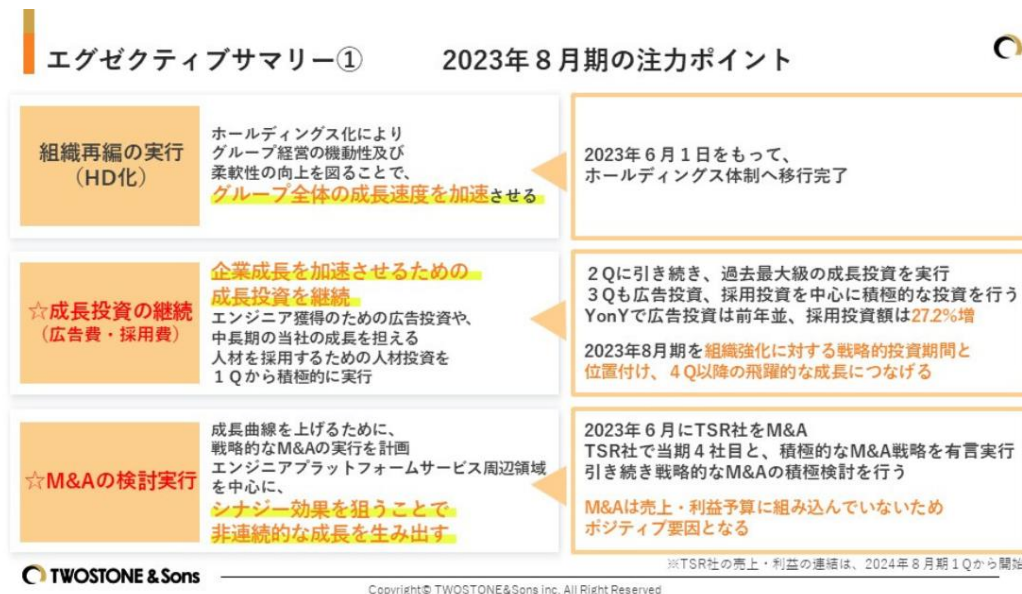 エグゼクティブサマリー①　2023年８月期の注力ポイント
組織再編の実行
（HD化）
ホールディングス化により
グループ経営の機動性及び
柔軟性の向上を図ることで、
グループ全体の成長速度を加速させる
2023年６月１日をもって、
ホールディングス体制へ移行完了
☆成長投資の継続
（広告費・採用費）
企業成長を加速させるための
成長投資を継続
エンジニア獲得のための広告投資や、
中長期の当社の成長を担える
人材を採用するための人材投資を
１Ｑから積極的に実行
２Ｑに引き続き、過去最大級の成長投資を実行
３Ｑも広告投資、採用投資を中心に積極的な投資を行う
YonYで広告投資は前年並、採用投資額は27.2%増
2023年8月期を組織強化に対する戦略的投資期間と
位置付け、４Ｑ以降の飛躍的な成長につなげる
☆M&Aの検討実行
成長曲線を上げるために、
戦略的なM&Aの実行を計画
エンジニアプラットフォームサービス周辺領域
を中心に、
シナジー効果を狙うことで
非連続的な成長を生み出す
2023年６月にTSR社をM&A
TSR社で当期４社目と、積極的なM&A戦略を有言実行
引き続き戦略的なM&Aの積極検討を行う
M&Aは売上・利益予算に組み込んでいないため
ポジティブ要因となる
※TSR社の売上・利益の連結は、2024年８月期１Ｑから開始
TWOSTONE & Sons
Copyright© TWOSTONE&Sons inc. All Right Reserved